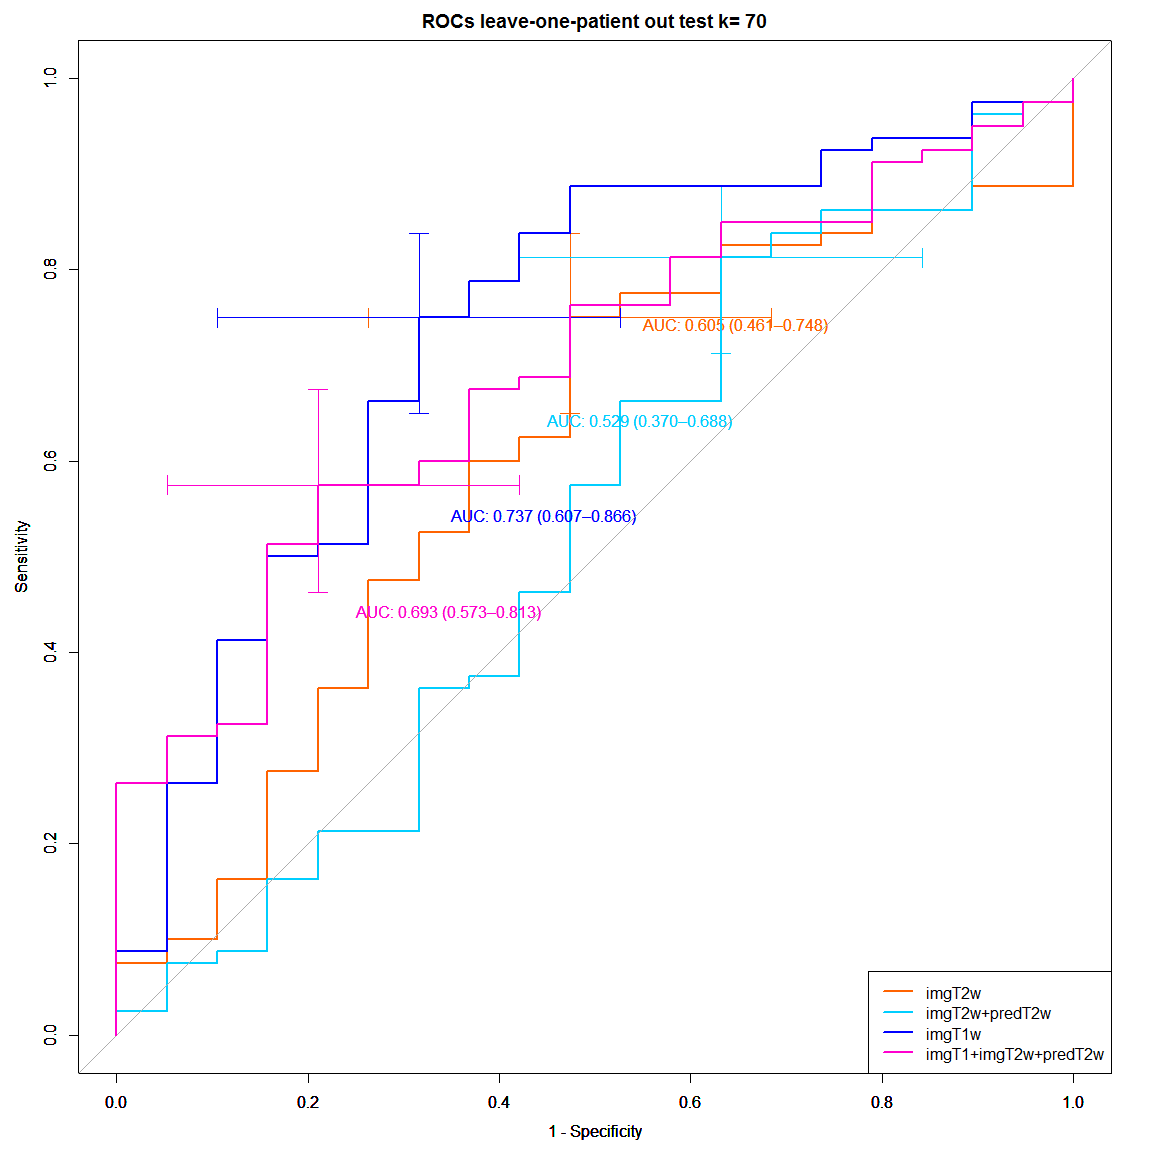 ROCs leave-one-patient out test k= 70
1.0
0.8
0.6
0.4
0.2
0.0
Sensitivity
AUC: 0.605 (0.461–0.748)
AUC: 0.529 (0.370–0.688)
AUC: 0.737 (0.607–0.866)
AUC: 0.693 (0.573–0.813)
imgT2w
imgT2w+predT2w
imgT1w
imgT1+imgT2w+predT2w
0.0 0.2 0.4 0.6 0.8 1.0
1 - Specificity